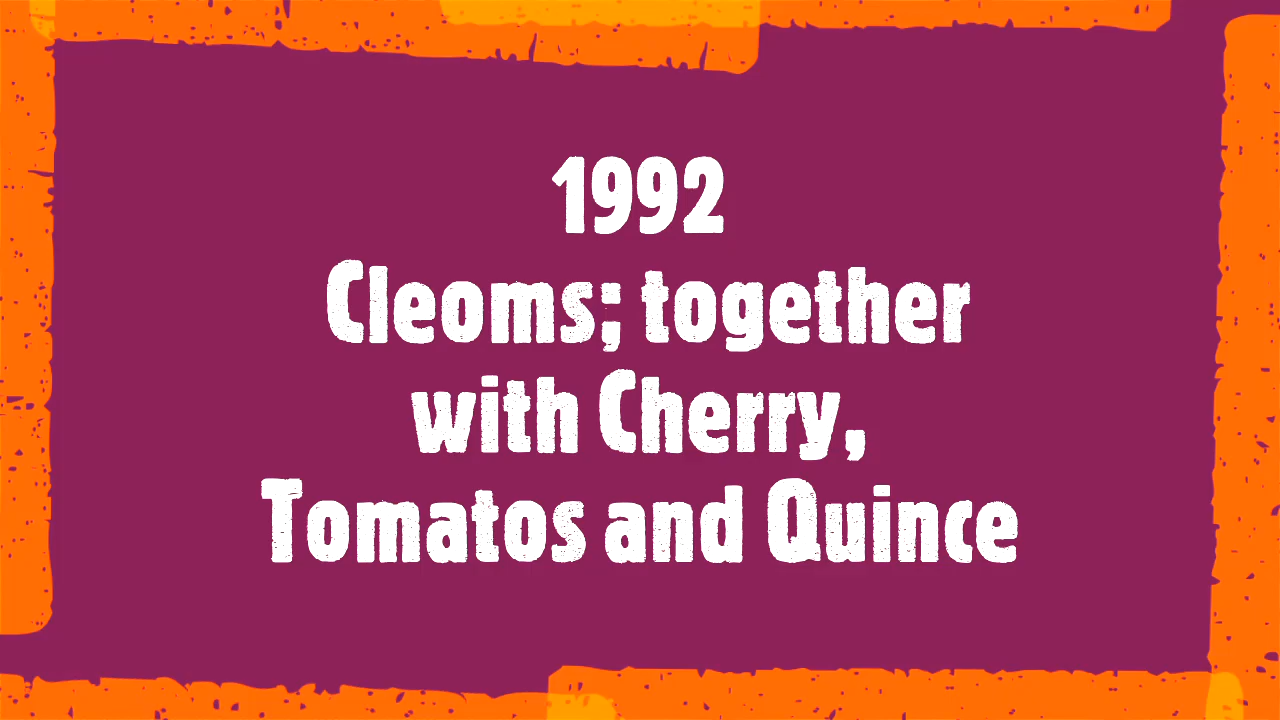 1992
Cleoms; together
with Cherry,
Tomatos and Quince